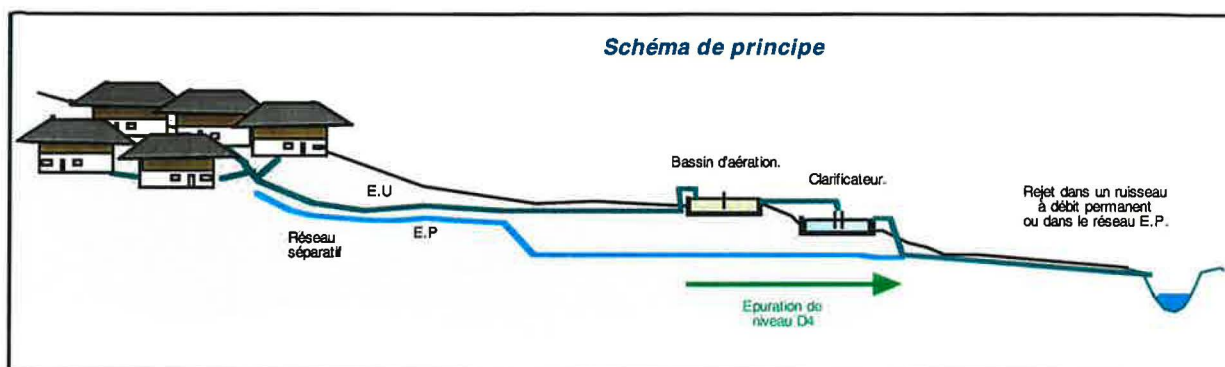 Schéma de principe
Bassin d'aération.
Clarificateur.
Rejet dans un ruisseau
à débit permanent
ou dans le réseau E.P.
E.U
E.P
Réseau
séparatif
Epuration de
niveau D4